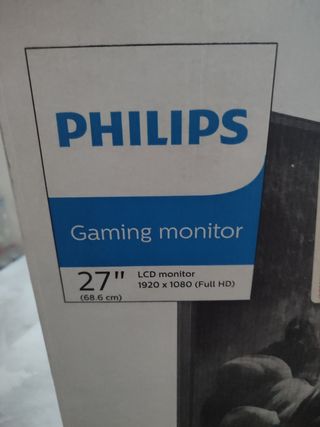 PHILIPS
Gaming monitor
27" LCD monitor
(68.6 cm) 1920 x 1080 (Full HD)